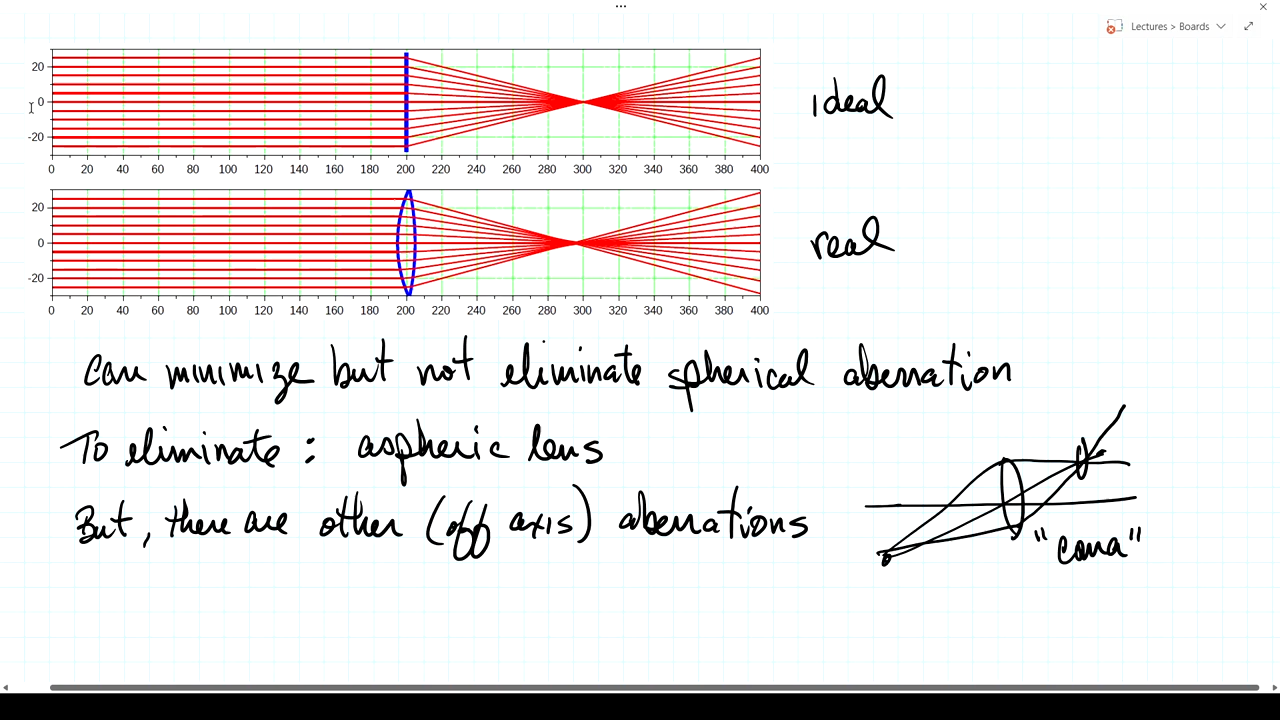 Lectures > Boards
20
0
-20
0 20 40 60 80 100 120 140 160 180 200 220 240 260 280 300 320 340 360 380 400
ideal
20
0
-20
0 20 40 60 80 100 120 140 160 180 200 220 240 260 280 300 320 340 360 380 400
real
can minimize but not eliminate spherical aberration
To eliminate : aspheric lens
But, there are other (off axis) aberrations
"coma"